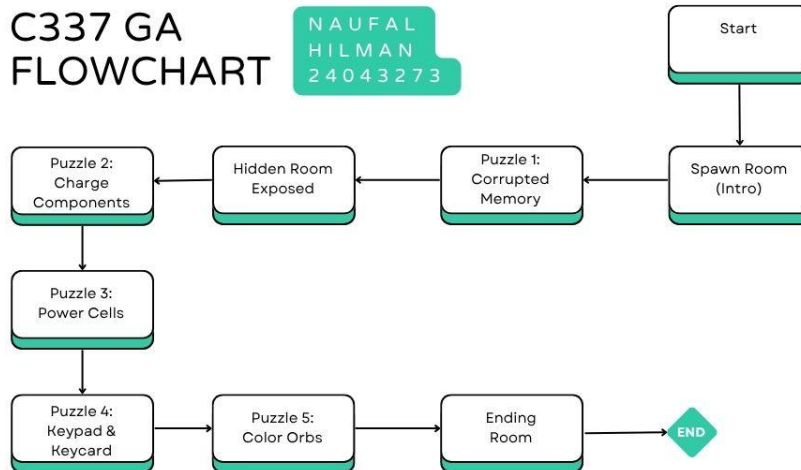 C337 GA
FLOWCHART
NAUFAL
HILMAN
24043273
Start
Spawn Room
(Intro)
Puzzle 1:
Corrupted
Memory
Hidden Room
Exposed
Puzzle 2:
Charge
Components
Puzzle 3:
Power Cells
Puzzle 4:
Keypad &
Keycard
Puzzle 5:
Color Orbs
Ending
Room
END